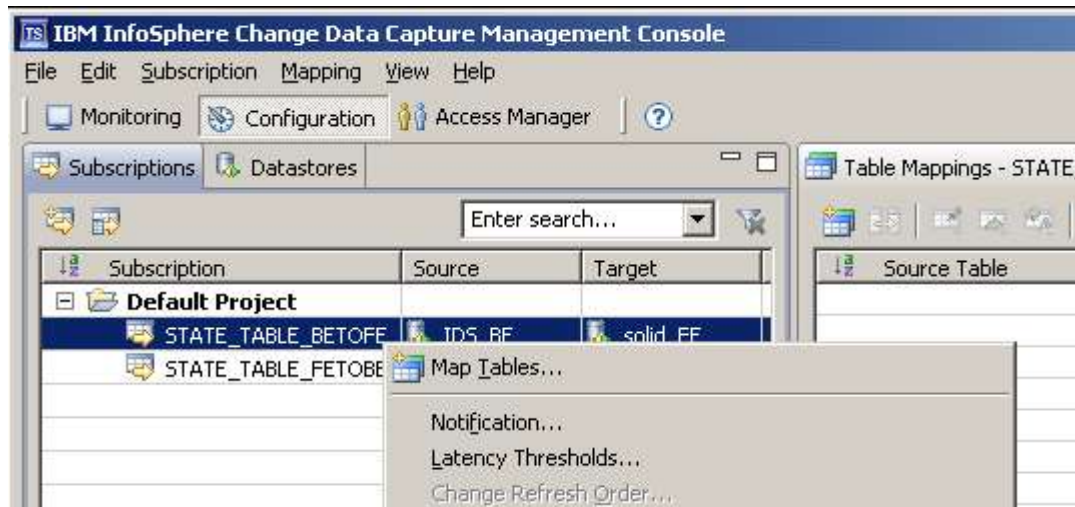 TS IBM InfoSphere Change Data Capture Management Console
File Edit Subscription Mapping View Help
Monitoring Configuration Access Manager ?
Subscriptions Datastores Table Mappings - STATE
Enter search...
Subscription Source Target Source Table
Default Project
STATE_TABLE_BETOFE IDS_BE solid_FE
STATE_TABLE_FETOBE
Map Tables...
Notification...
Latency Thresholds...
Change Refresh Order...